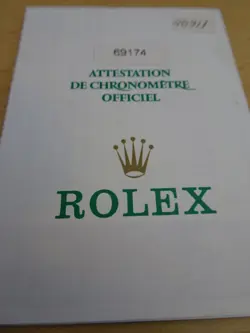 69174
ATTESTATION
DE CHRONOMÈTRE
OFFICIEL
ROLEX